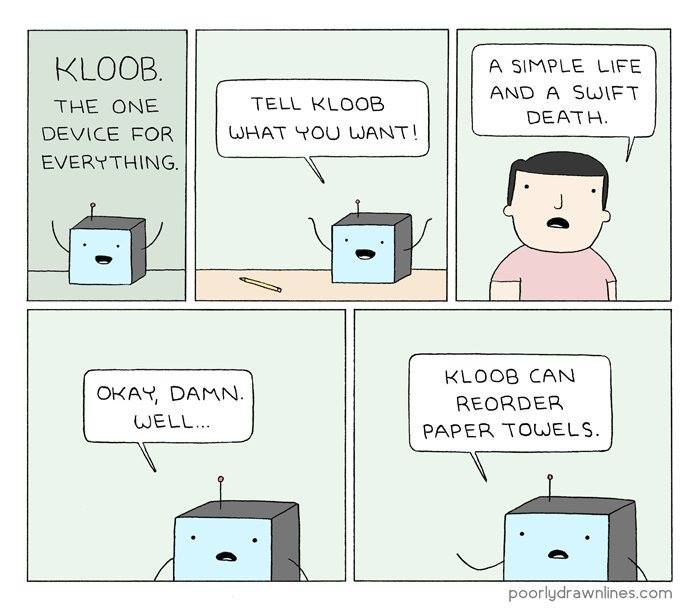 KLOOB.
THE ONE
DEVICE FOR
EVERYTHING.
TELL KLOOB
WHAT YOU WANT!
A SIMPLE LIFE
AND A SWIFT
DEATH.
OKAY, DAMN.
WELL...
KLOOB CAN
REORDER
PAPER TOWELS.
poorlydrawnlines.com